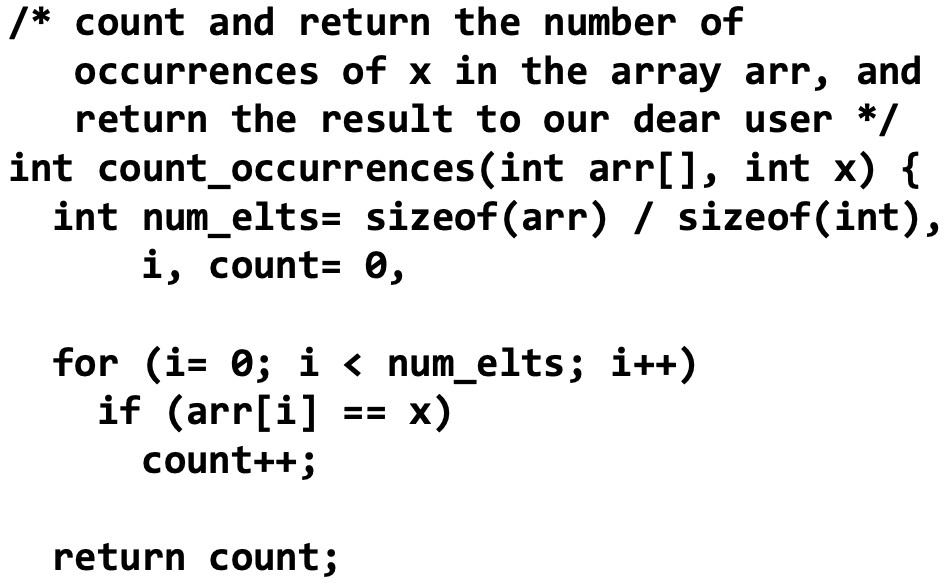 /* count and return the number of
   occurrences of x in the array arr, and
   return the result to our dear user */
int count_occurrences(int arr[], int x) {
  int num_elts= sizeof(arr) / sizeof(int),
      i, count= 0,

  for (i= 0; i < num_elts; i++)
    if (arr[i] == x)
      count++;

  return count;